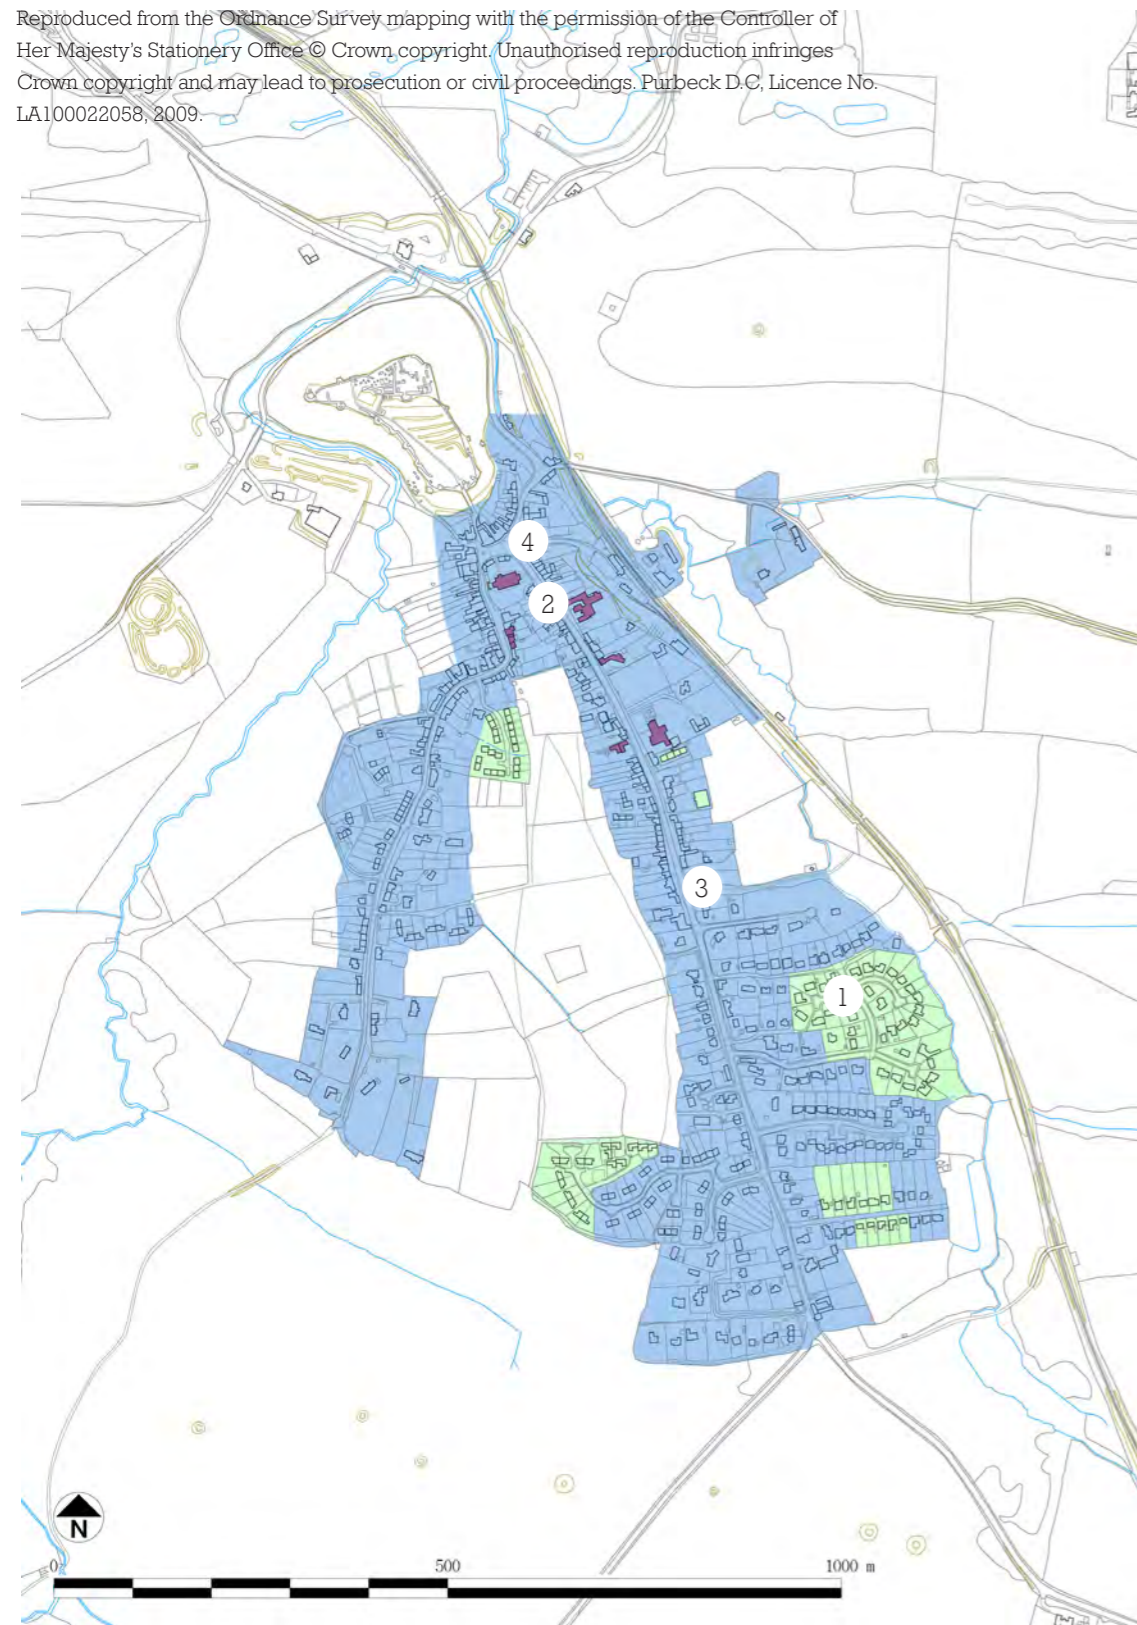 Reproduced from the Ordnance Survey mapping with the permission of the Controller of
Her Majesty's Stationery Office © Crown copyright. Unauthorised reproduction infringes
Crown copyright and may lead to prosecution or civil proceedings. Purbeck D.C, Licence No.
LA100022058, 2009.
4
2
3
1
N
0 500 1000 m